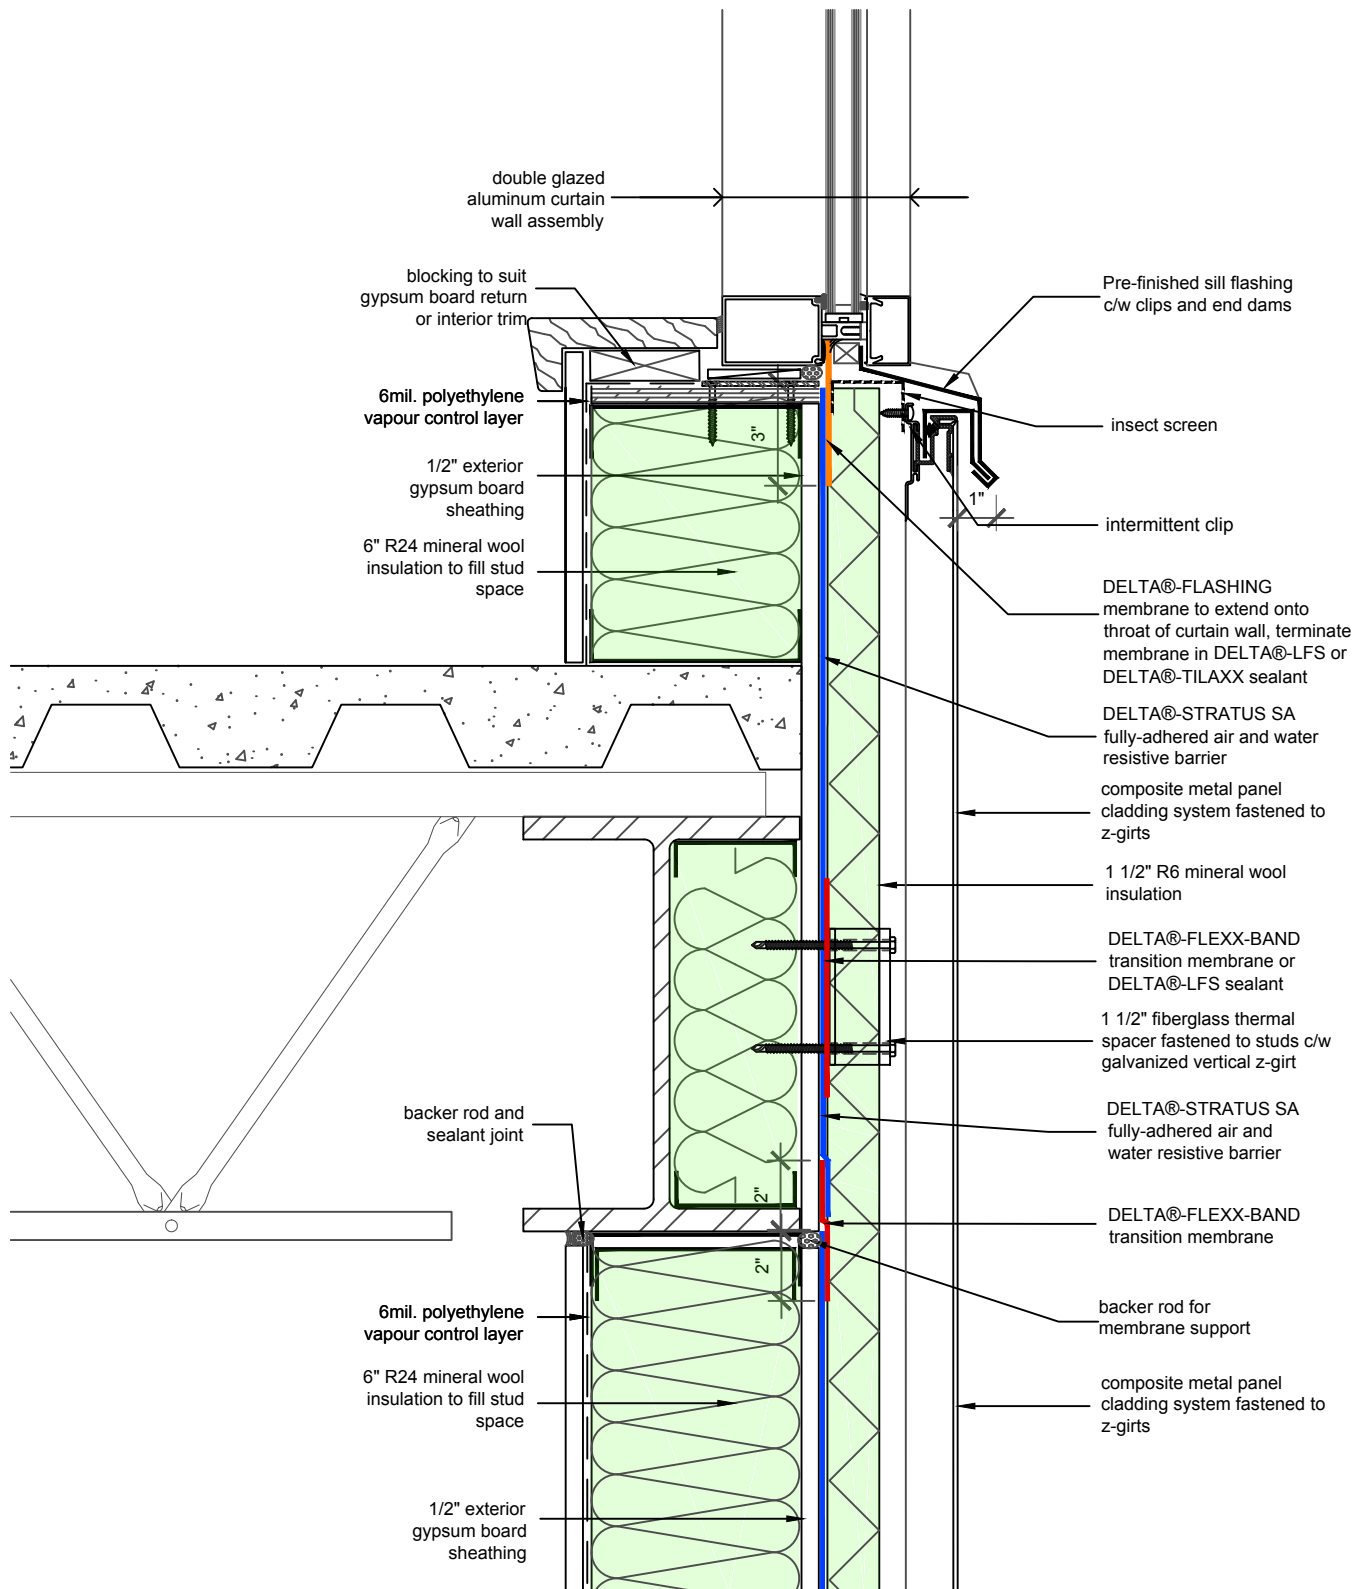 double glazed
aluminum curtain
wall assembly
blocking to suit
gypsum board return
or interior trim
6mil. polyethylene
vapour control layer
1/2" exterior
gypsum board
sheathing
6" R24 mineral wool
insulation to fill stud
space
backer rod and
sealant joint
6mil. polyethylene
vapour control layer
6" R24 mineral wool
insulation to fill stud
space
1/2" exterior
gypsum board
sheathing
3"
2"
2"
1"
Pre-finished sill flashing
c/w clips and end dams
insect screen
intermittent clip
DELTA®-FLASHING
membrane to extend onto
throat of curtain wall, terminate
membrane in DELTA®-LFS or
DELTA®-TILAXX sealant
DELTA®-STRATUS SA
fully-adhered air and water
resistive barrier
composite metal panel
cladding system fastened to
z-girts
1 1/2" R6 mineral wool
insulation
DELTA®-FLEXX-BAND
transition membrane or
DELTA®-LFS sealant
1 1/2" fiberglass thermal
spacer fastened to studs c/w
galvanized vertical z-girt
DELTA®-STRATUS SA
fully-adhered air and
water resistive barrier
DELTA®-FLEXX-BAND
transition membrane
backer rod for
membrane support
composite metal panel
cladding system fastened to
z-girts